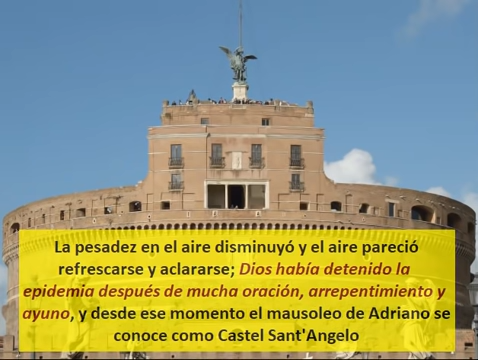 La pesadez en el aire disminuyó y el aire pareció
refrescarse y aclararse; Dios había detenido la
epidemia después de mucha oración, arrepentimiento y
ayuno, y desde ese momento el mausoleo de Adriano se
conoce como Castel Sant'Angelo